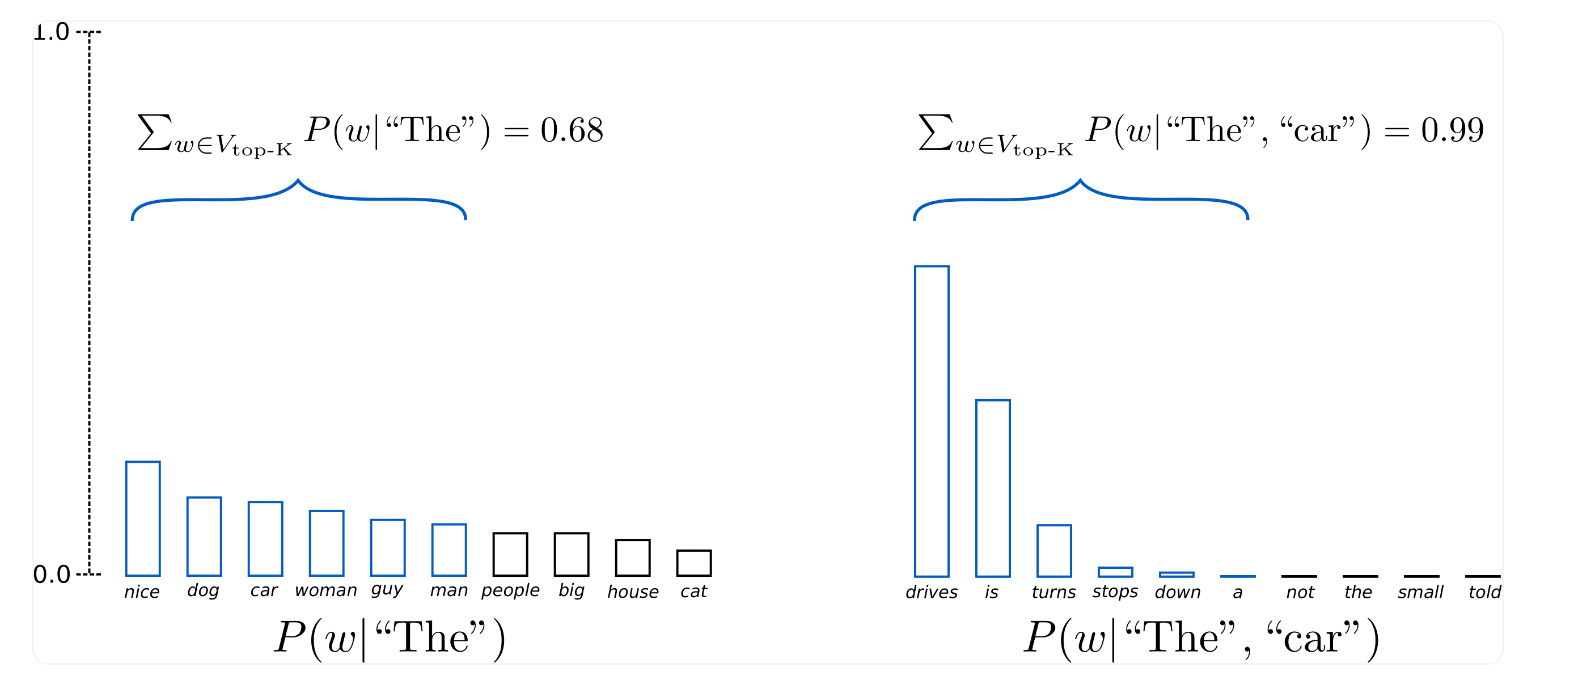 1.0
∑w∈Vtop-K P(w|“The”) = 0.68
∑w∈Vtop-K P(w|“The”, “car”) = 0.99
0.0
nice dog car woman guy man people big house cat
drives is turns stops down a not the small told
P(w|“The”)
P(w|“The”, “car”)